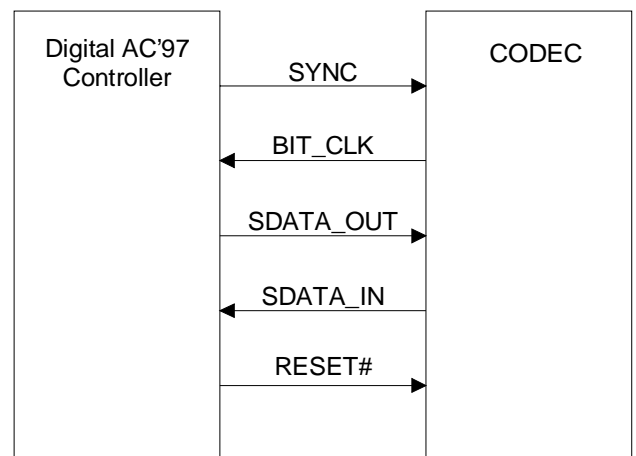 Digital AC’97
Controller
CODEC
SYNC
BIT_CLK
SDATA_OUT
SDATA_IN
RESET#